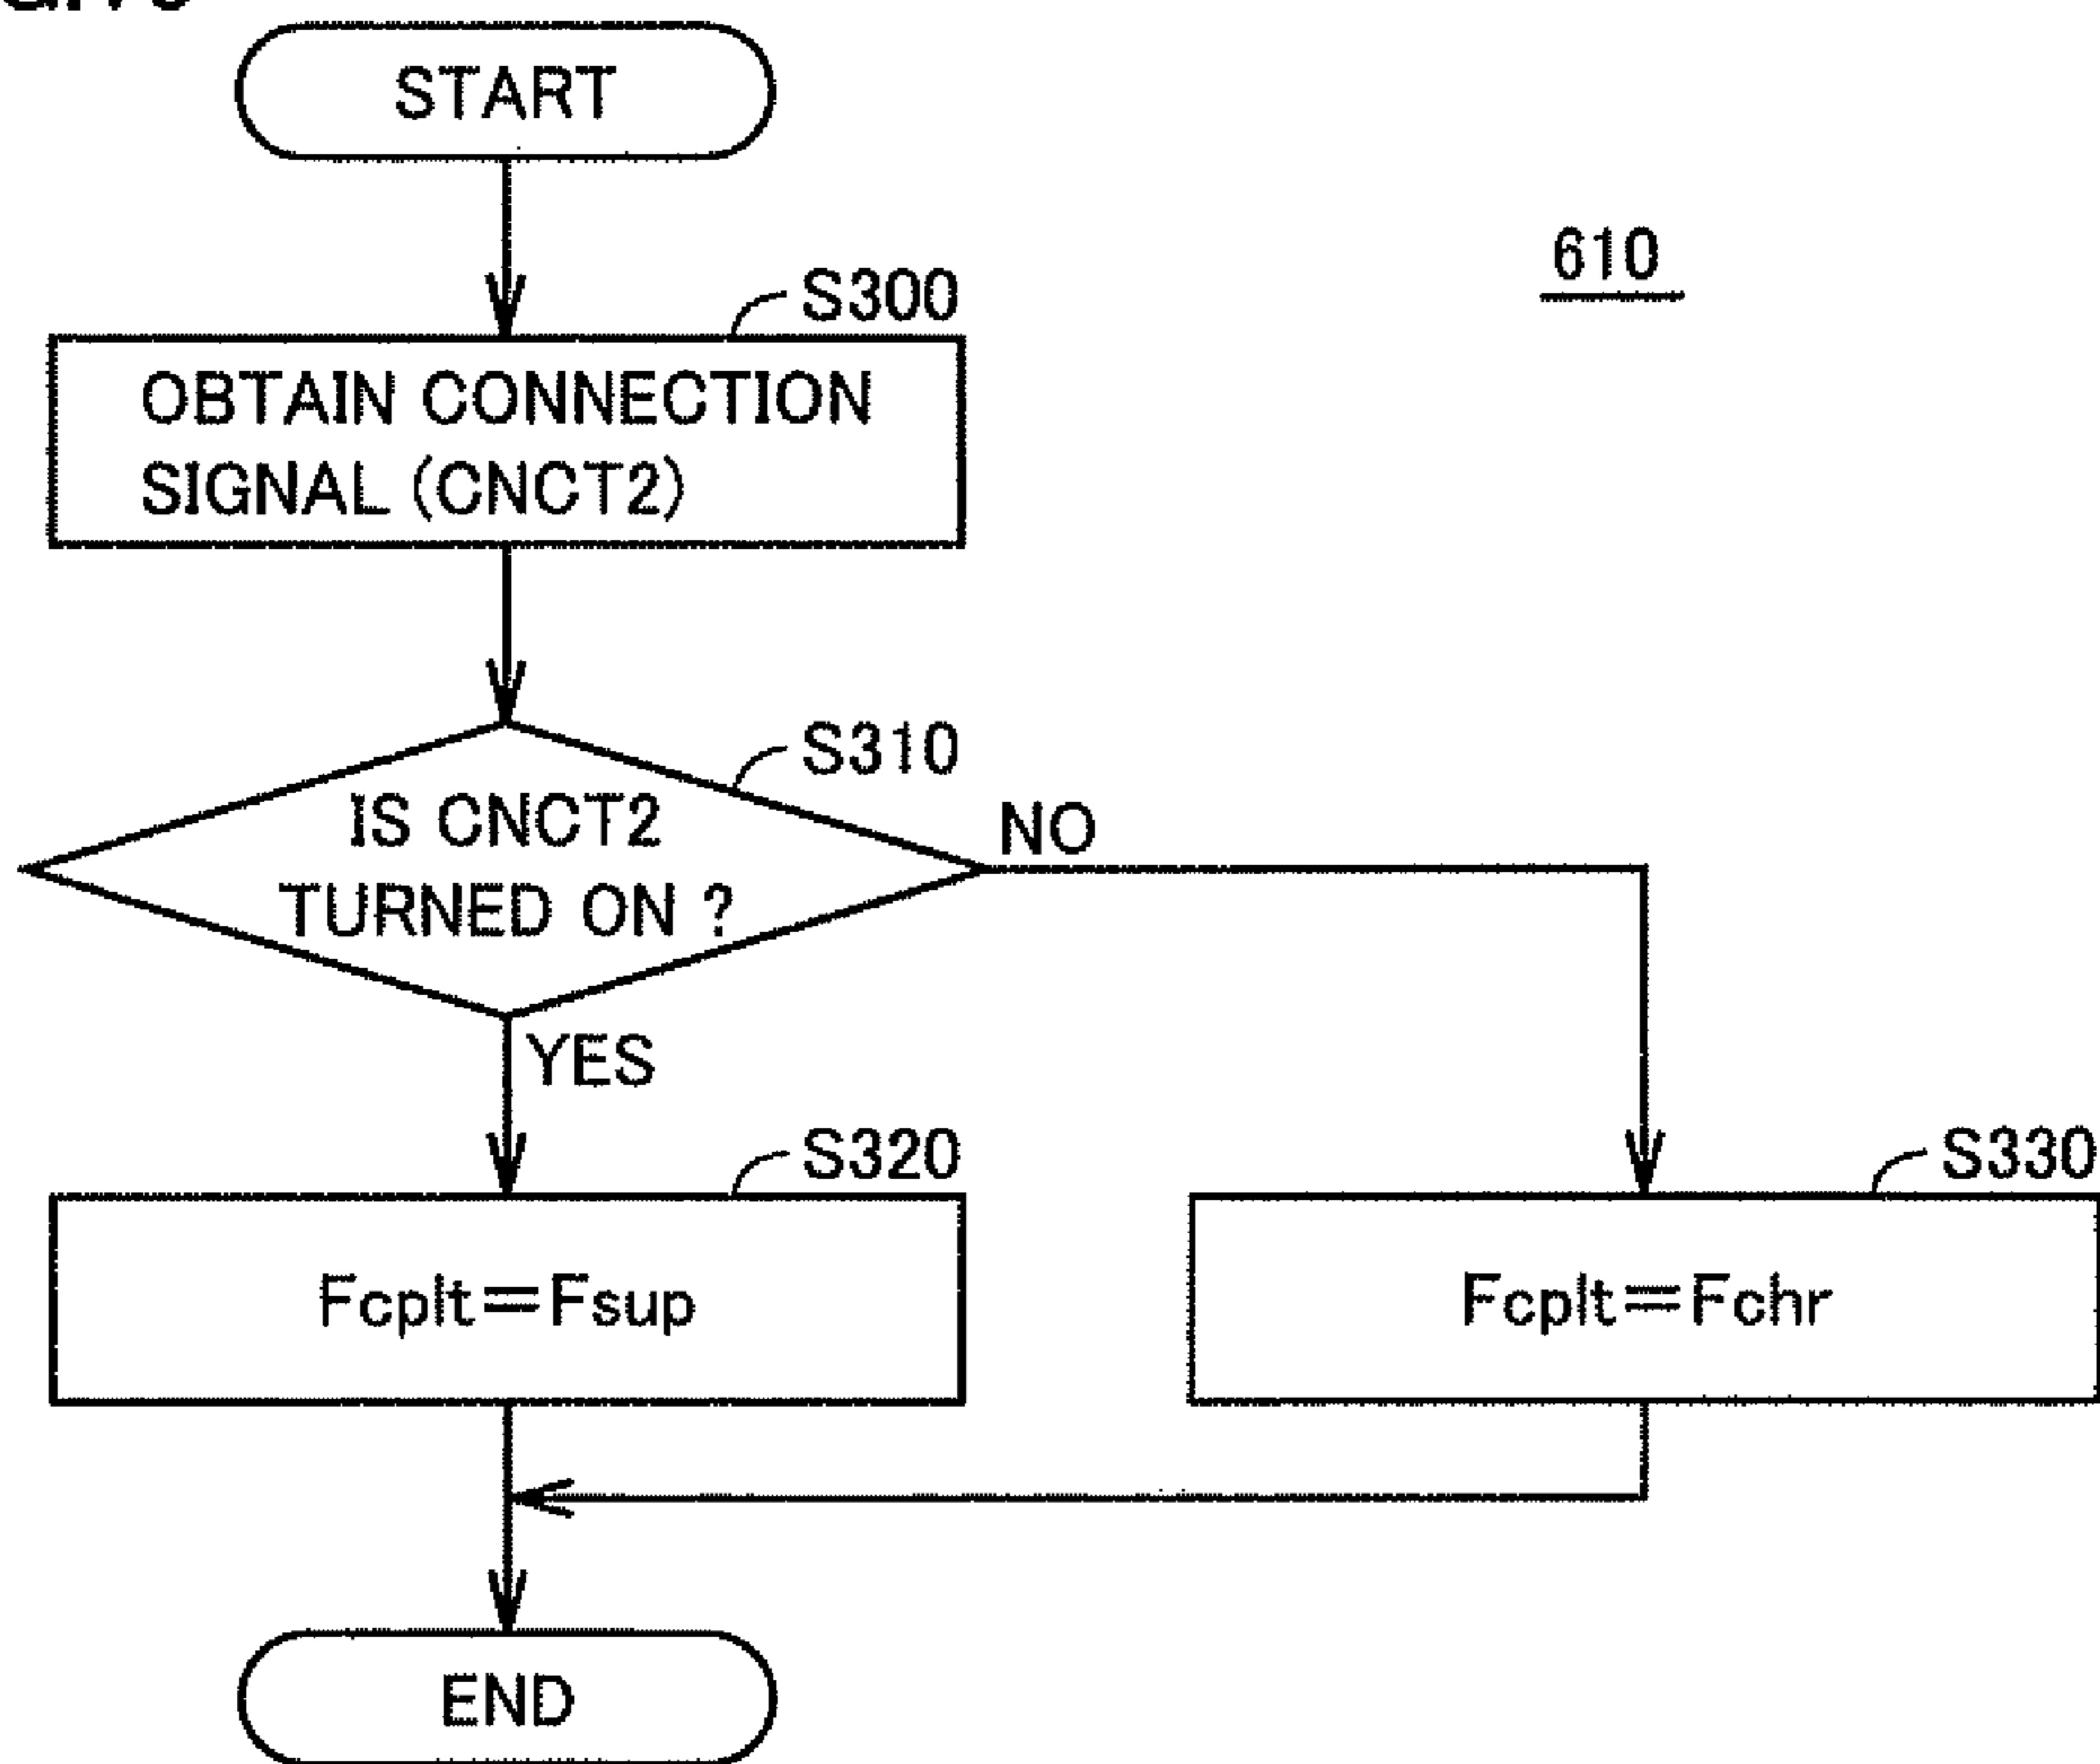 START
610
S300
OBTAIN CONNECTION
SIGNAL (CNCT2)
S310
IS CNCT2
TURNED ON ?
NO
YES
S320
Fcplt=Fsup
S330
Fcplt=Fchr
END